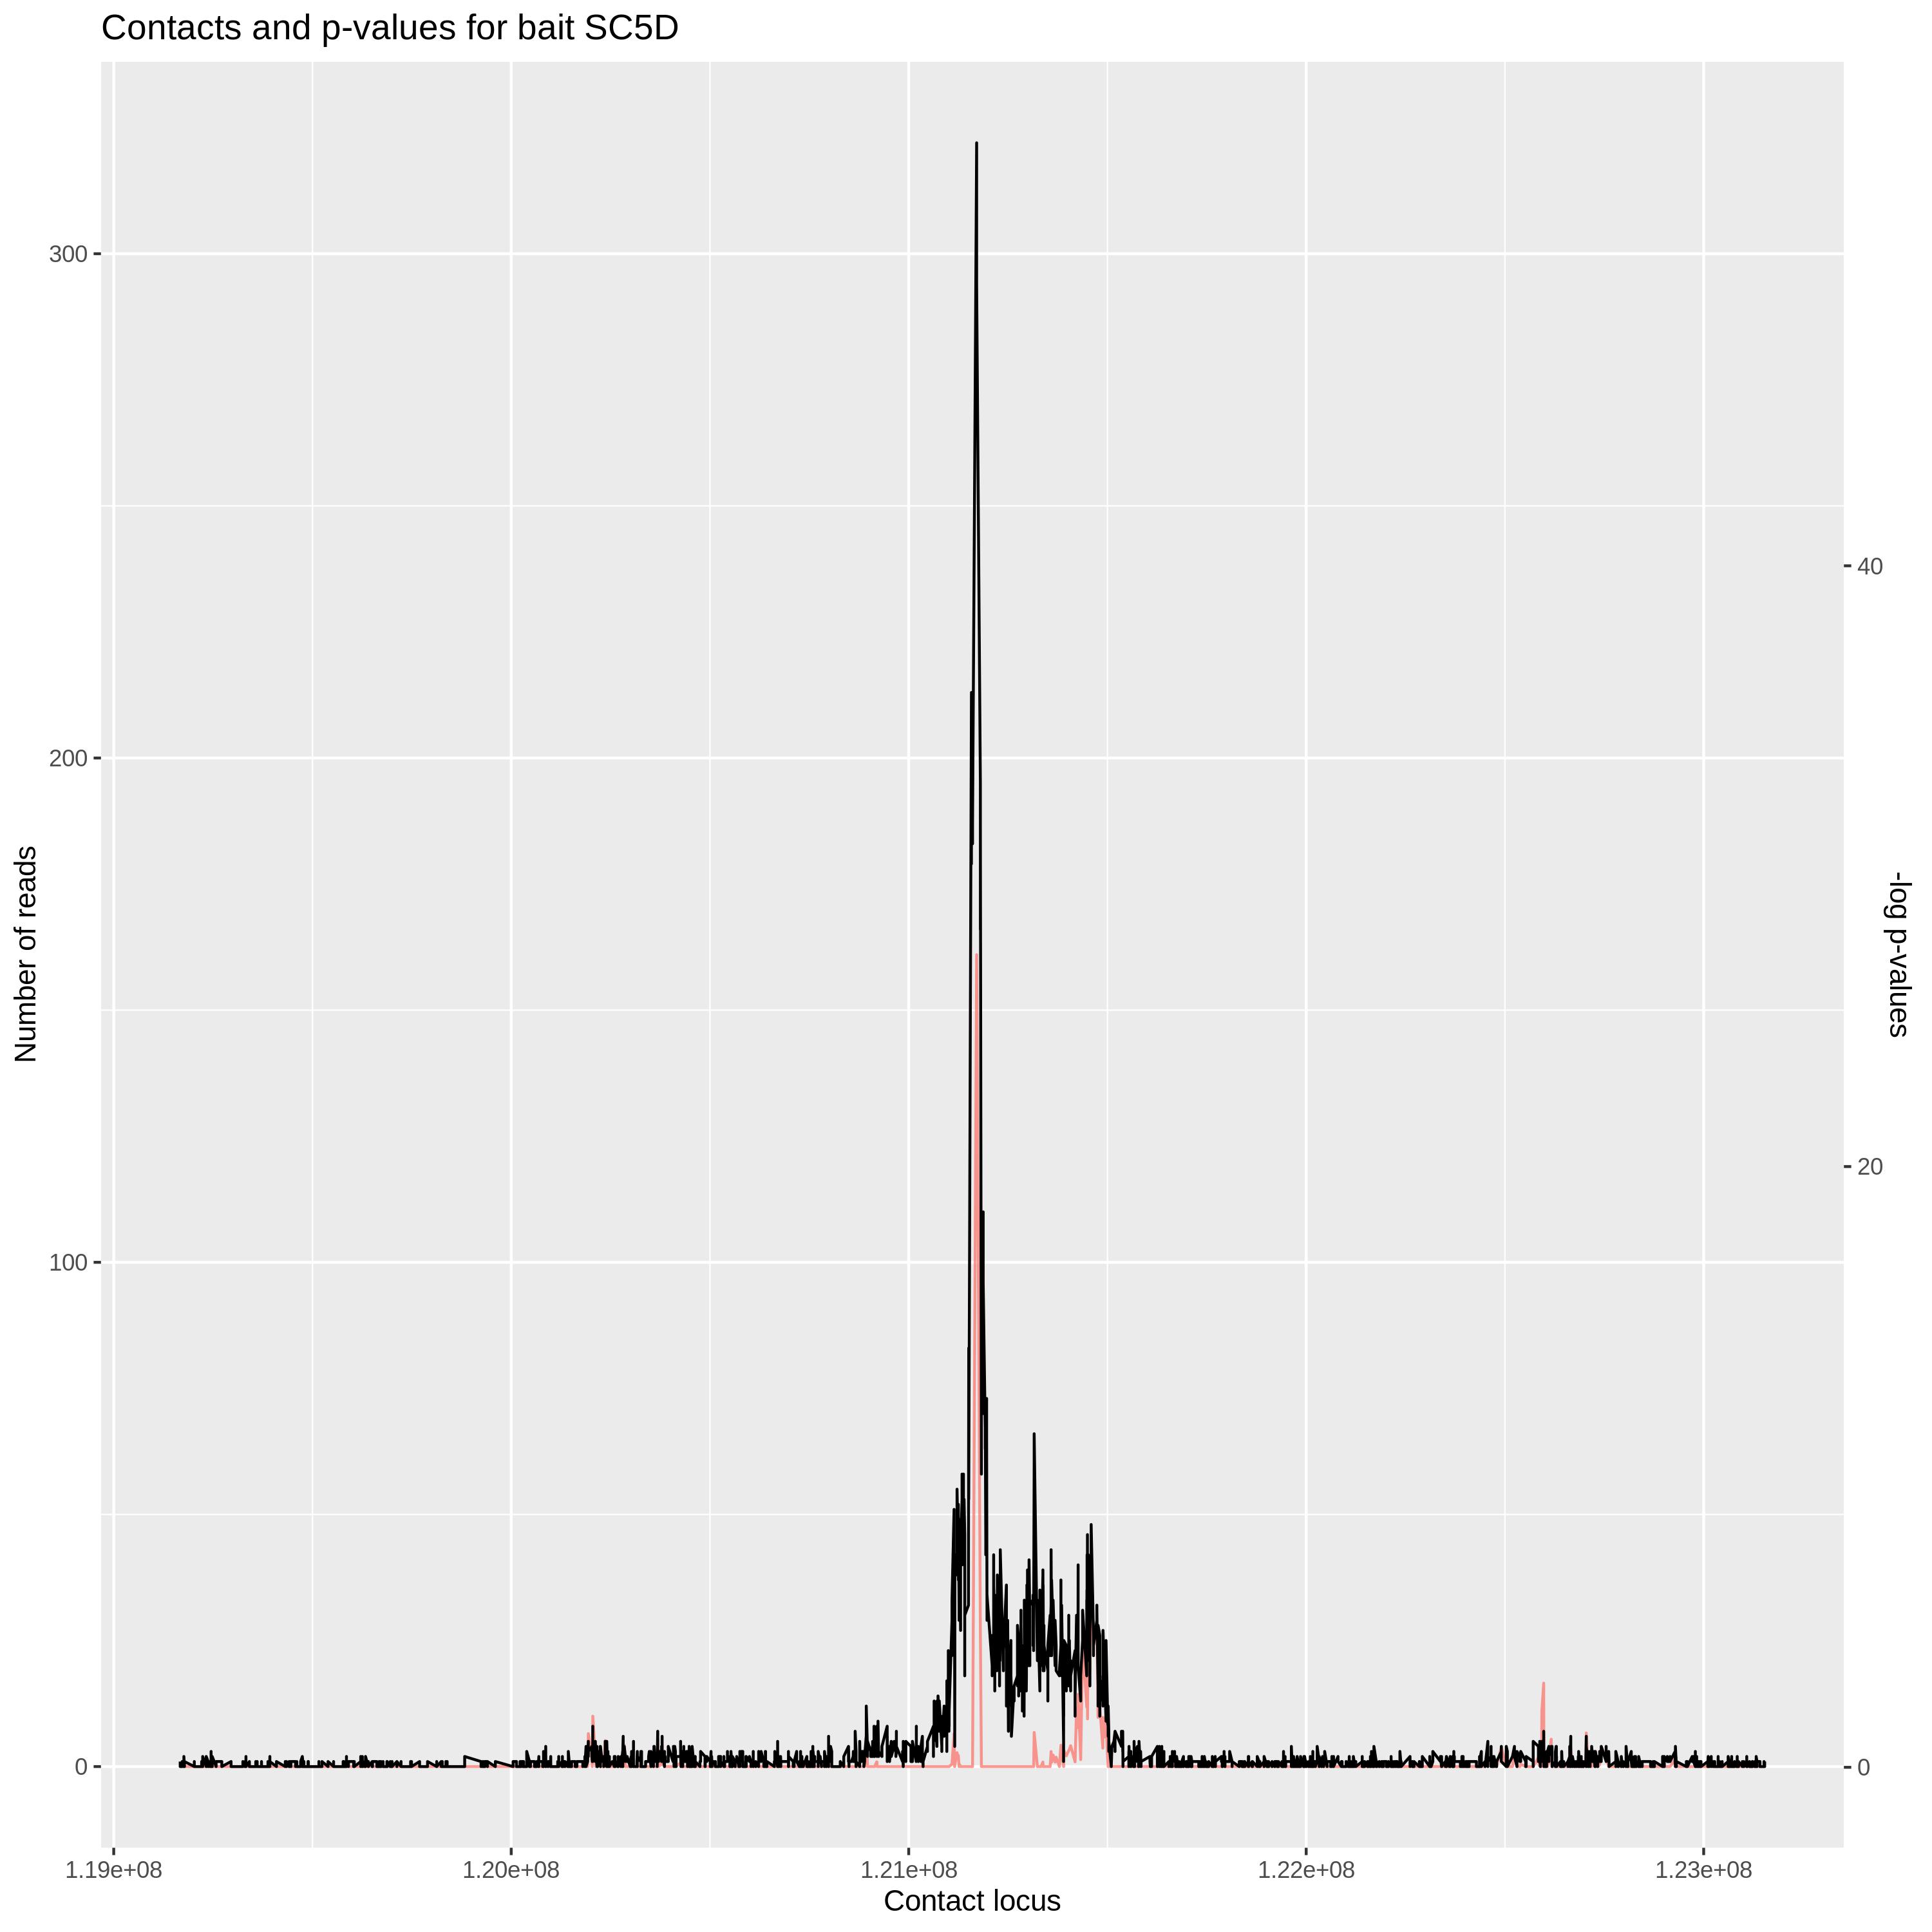 Contacts and p-values for bait SC5D
Number of reads
300
200
100
0
40
20
0
-log p-values
1.19e+08
1.20e+08
1.21e+08
1.22e+08
1.23e+08
Contact locus